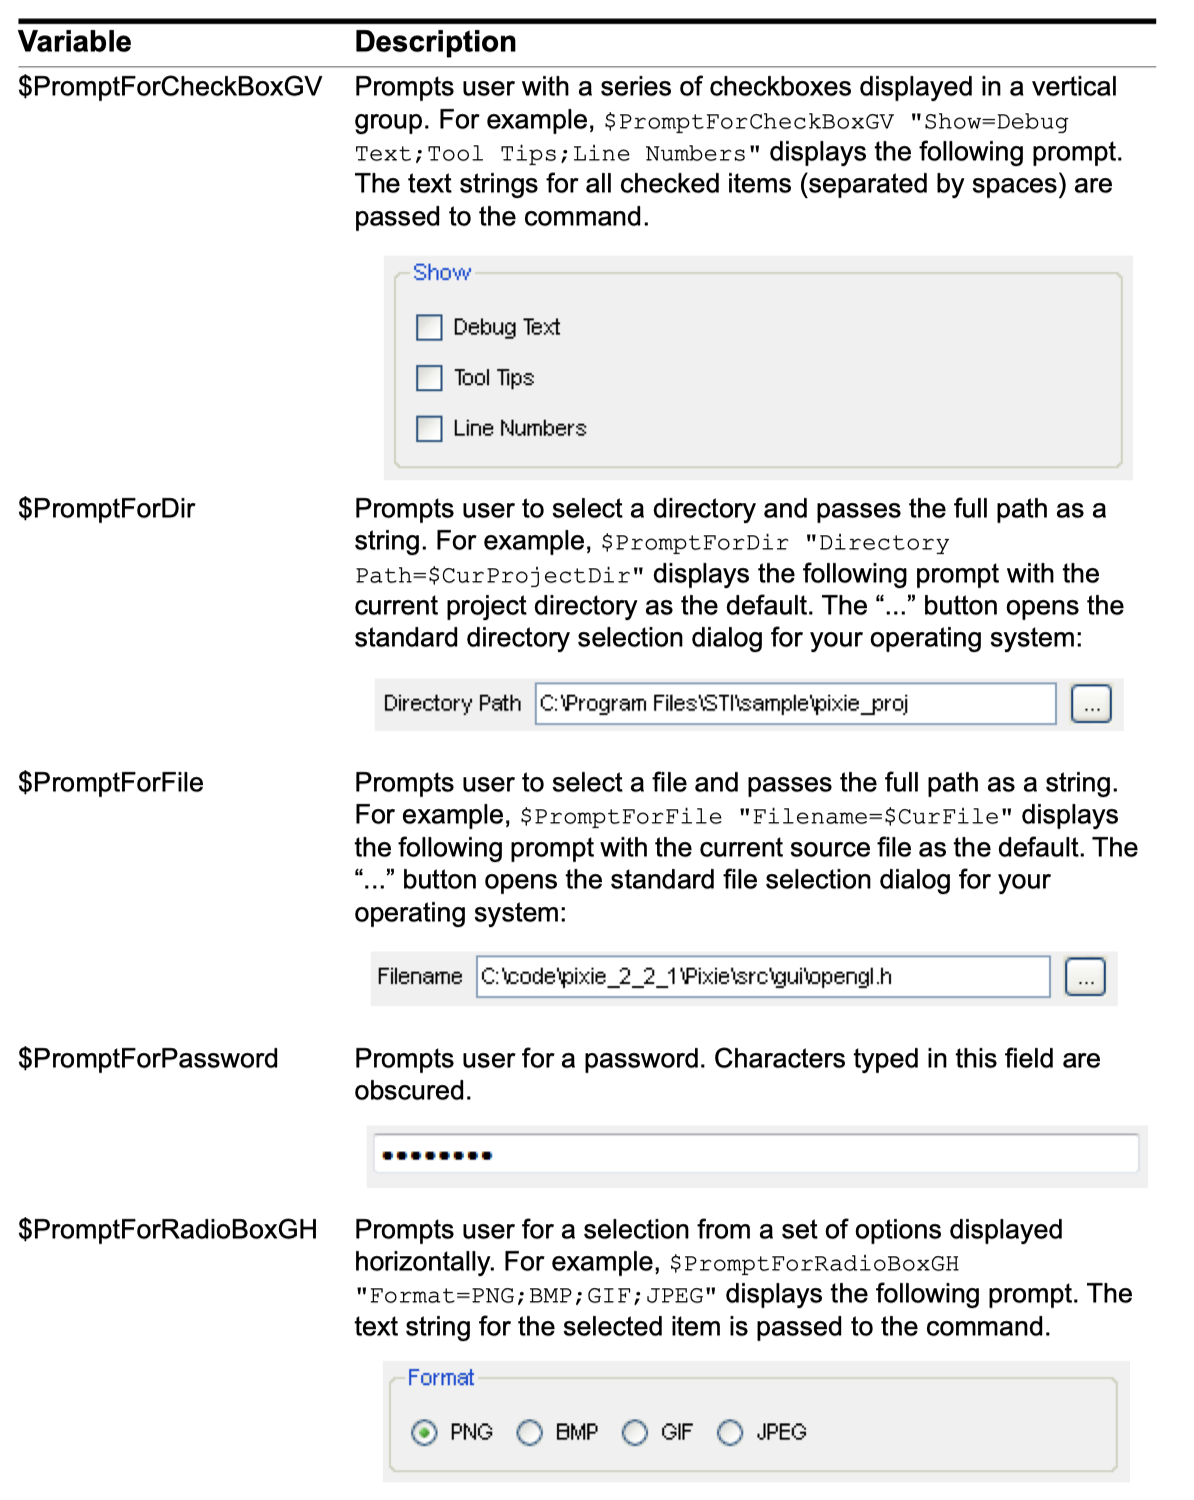 Variable Description
$PromptForCheckBoxGV Prompts user with a series of checkboxes displayed in a vertical
group. For example, $PromptForCheckBoxGV "Show=Debug
Text;Tool Tips;Line Numbers" displays the following prompt.
The text strings for all checked items (separated by spaces) are
passed to the command.
Show
Debug Text
Tool Tips
Line Numbers
$PromptForDir Prompts user to select a directory and passes the full path as a
string. For example, $PromptForDir "Directory
Path=$CurProjectDir" displays the following prompt with the
current project directory as the default. The “...” button opens the
standard directory selection dialog for your operating system:
Directory Path C:\Program Files\STI\sample\pixie_proj ...
$PromptForFile Prompts user to select a file and passes the full path as a string.
For example, $PromptForFile "Filename=$CurFile" displays
the following prompt with the current source file as the default. The
“...” button opens the standard file selection dialog for your
operating system:
Filename C:\code\pixie_2_2_1\Pixie\src\gui\opengl.h ...
$PromptForPassword Prompts user for a password. Characters typed in this field are
obscured.
$PromptForRadioBoxGH Prompts user for a selection from a set of options displayed
horizontally. For example, $PromptForRadioBoxGH
"Format=PNG;BMP;GIF;JPEG" displays the following prompt. The
text string for the selected item is passed to the command.
Format
PNG BMP GIF JPEG